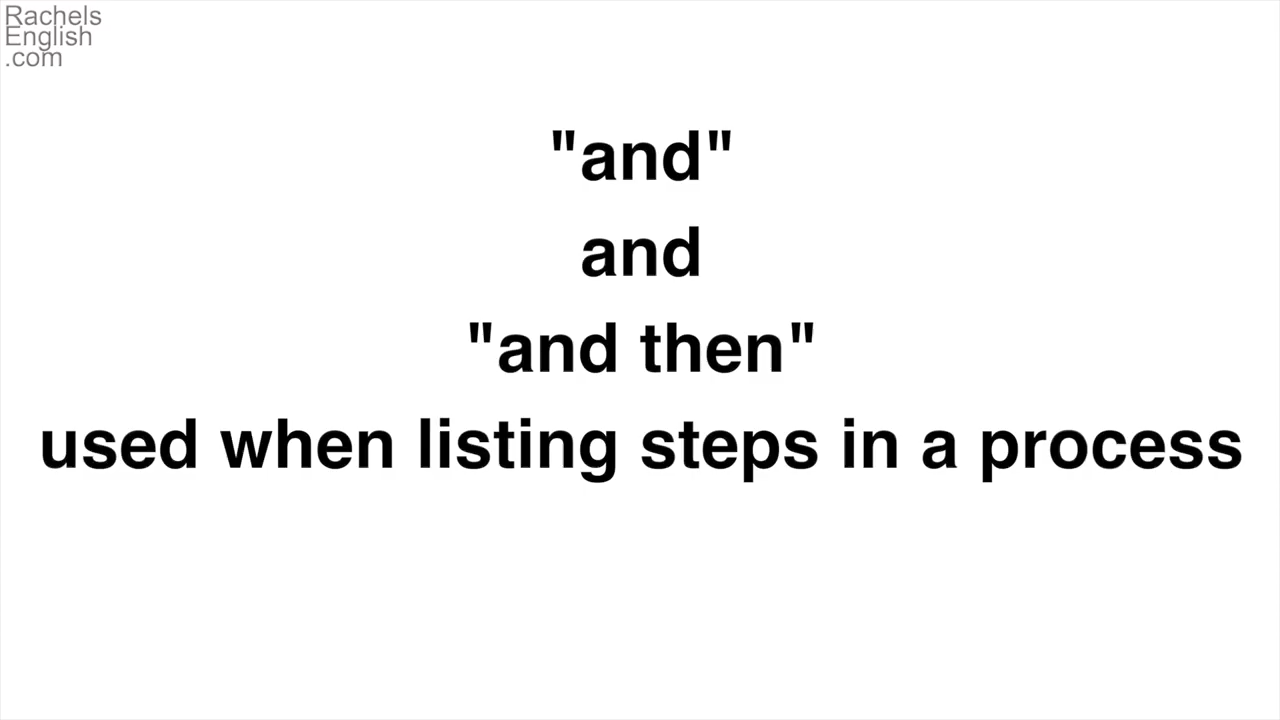 Rachels
English
.com
"and"
and
"and then"
used when listing steps in a process